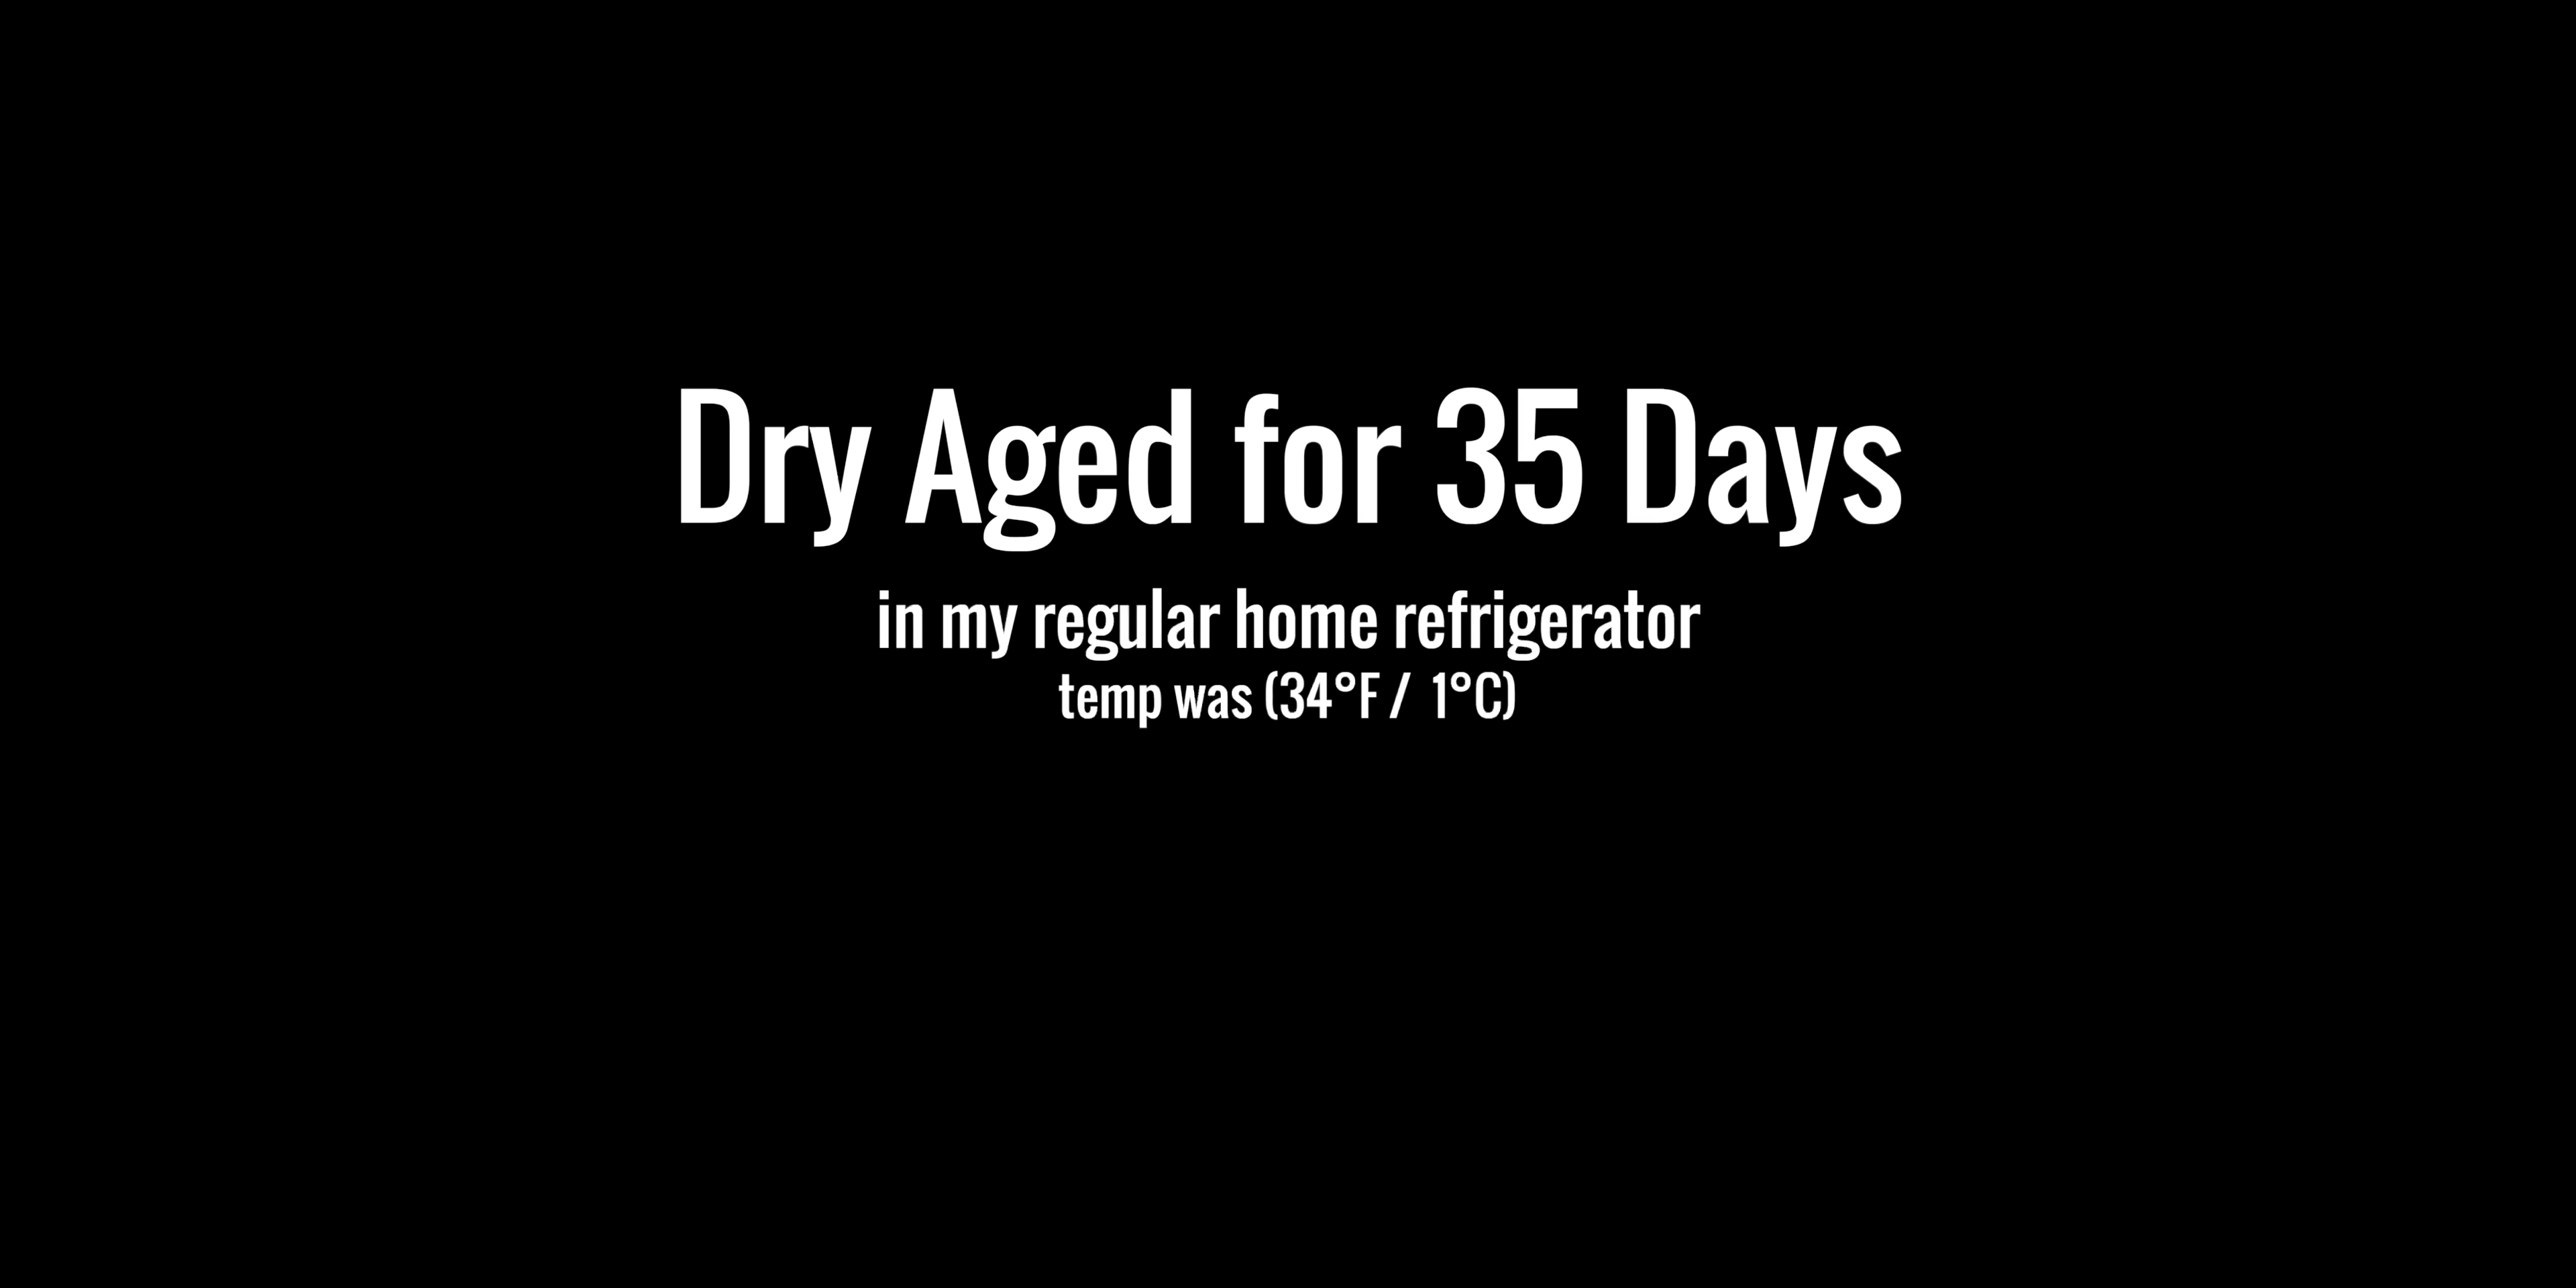 Dry Aged for 35 Days
in my regular home refrigerator
temp was (34°F / 1°C)